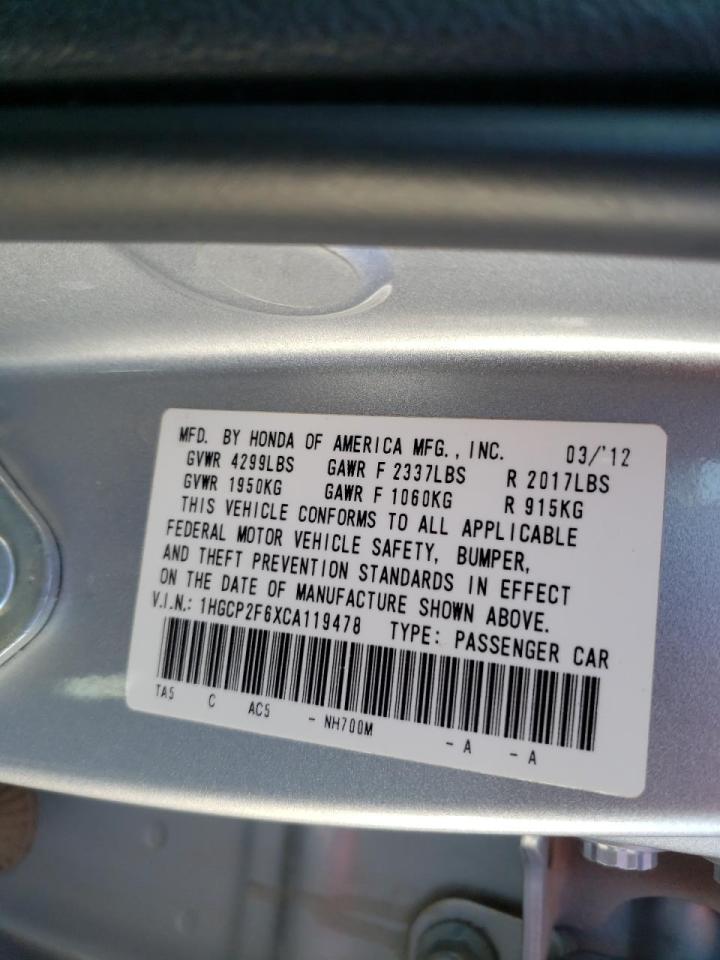 MFD. BY HONDA OF AMERICA MFG., INC. 03/'12
GVWR 4299LBS GAWR F 2337LBS R 2017LBS
GVWR 1950KG GAWR F 1060KG R 915KG
THIS VEHICLE CONFORMS TO ALL APPLICABLE
FEDERAL MOTOR VEHICLE SAFETY, BUMPER,
AND THEFT PREVENTION STANDARDS IN EFFECT
ON THE DATE OF MANUFACTURE SHOWN ABOVE.
V.I.N.: 1HGCP2F6XCA119478 TYPE: PASSENGER CAR
TA5 C AC5 - NH700M - A - A